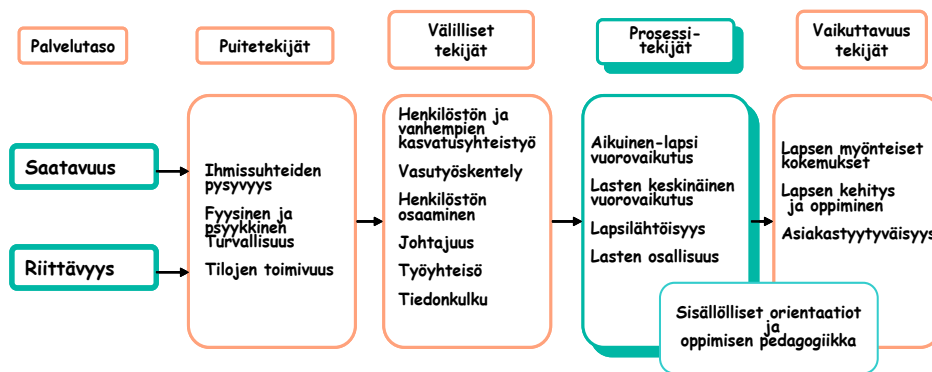 Palvelutaso
Puitetekijät
Välilliset
tekijät
Prosessi-
tekijät
Vaikuttavuus
tekijät
Saatavuus
Riittävyys
Ihmissuhteiden
pysyvyys
Fyysinen ja
psyykkinen
Turvallisuus
Tilojen toimivuus
Henkilöstön ja
vanhempien
kasvatusyhteistyö
Vasutyöskentely
Henkilöstön
osaaminen
Johtajuus
Työyhteisö
Tiedonkulku
Aikuinen-lapsi
vuorovaikutus
Lasten keskinäinen
vuorovaikutus
Lapsilähtöisyys
Lasten osallisuus
Lapsen myönteiset
kokemukset
Lapsen kehitys
ja oppiminen
Asiakastyytyväisyys
Sisällölliset orientaatiot
ja
oppimisen pedagogiikka